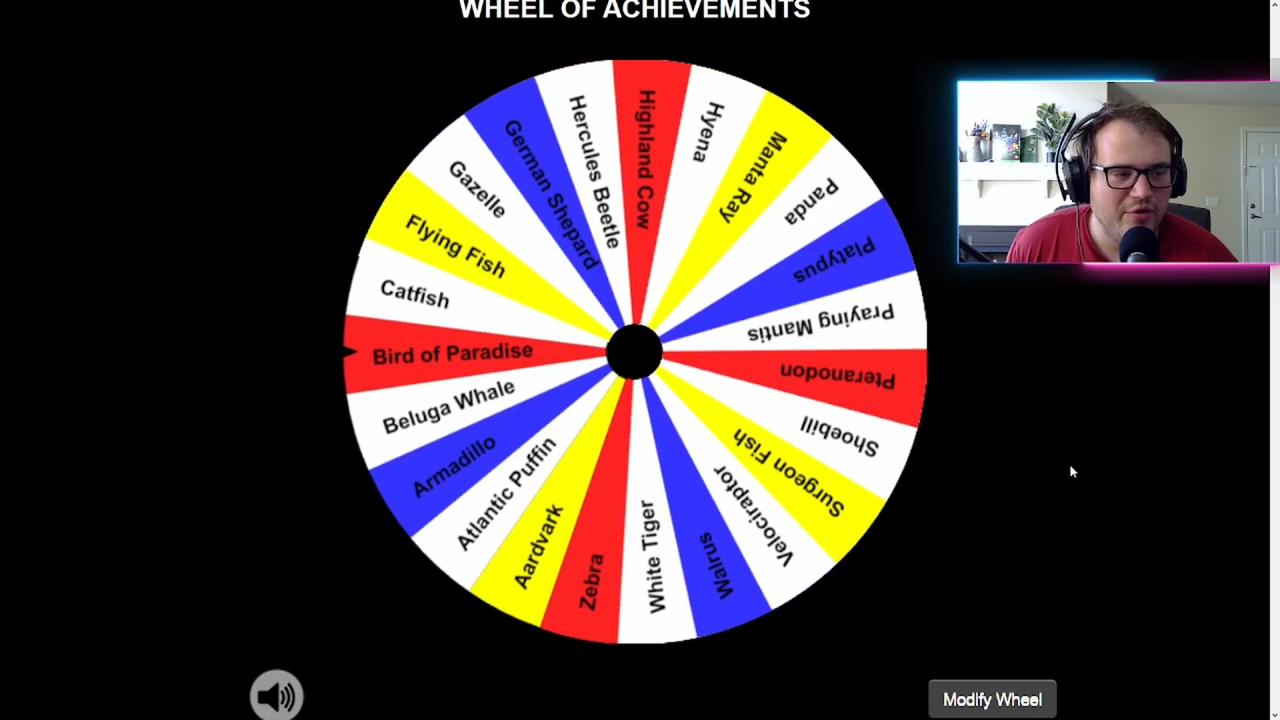 WHEEL OF ACHIEVEMENTS
Highland Cow
Hyena
Manta Ray
Panda
Platypus
Praying Mantis
Pteranodon
Shoebill
Surgeon Fish
Velociraptor
Walrus
White Tiger
Zebra
Aardvark
Atlantic Puffin
Armadillo
Beluga Whale
Bird of Paradise
Catfish
Flying Fish
Gazelle
German Shepard
Hercules Beetle
Modify Wheel